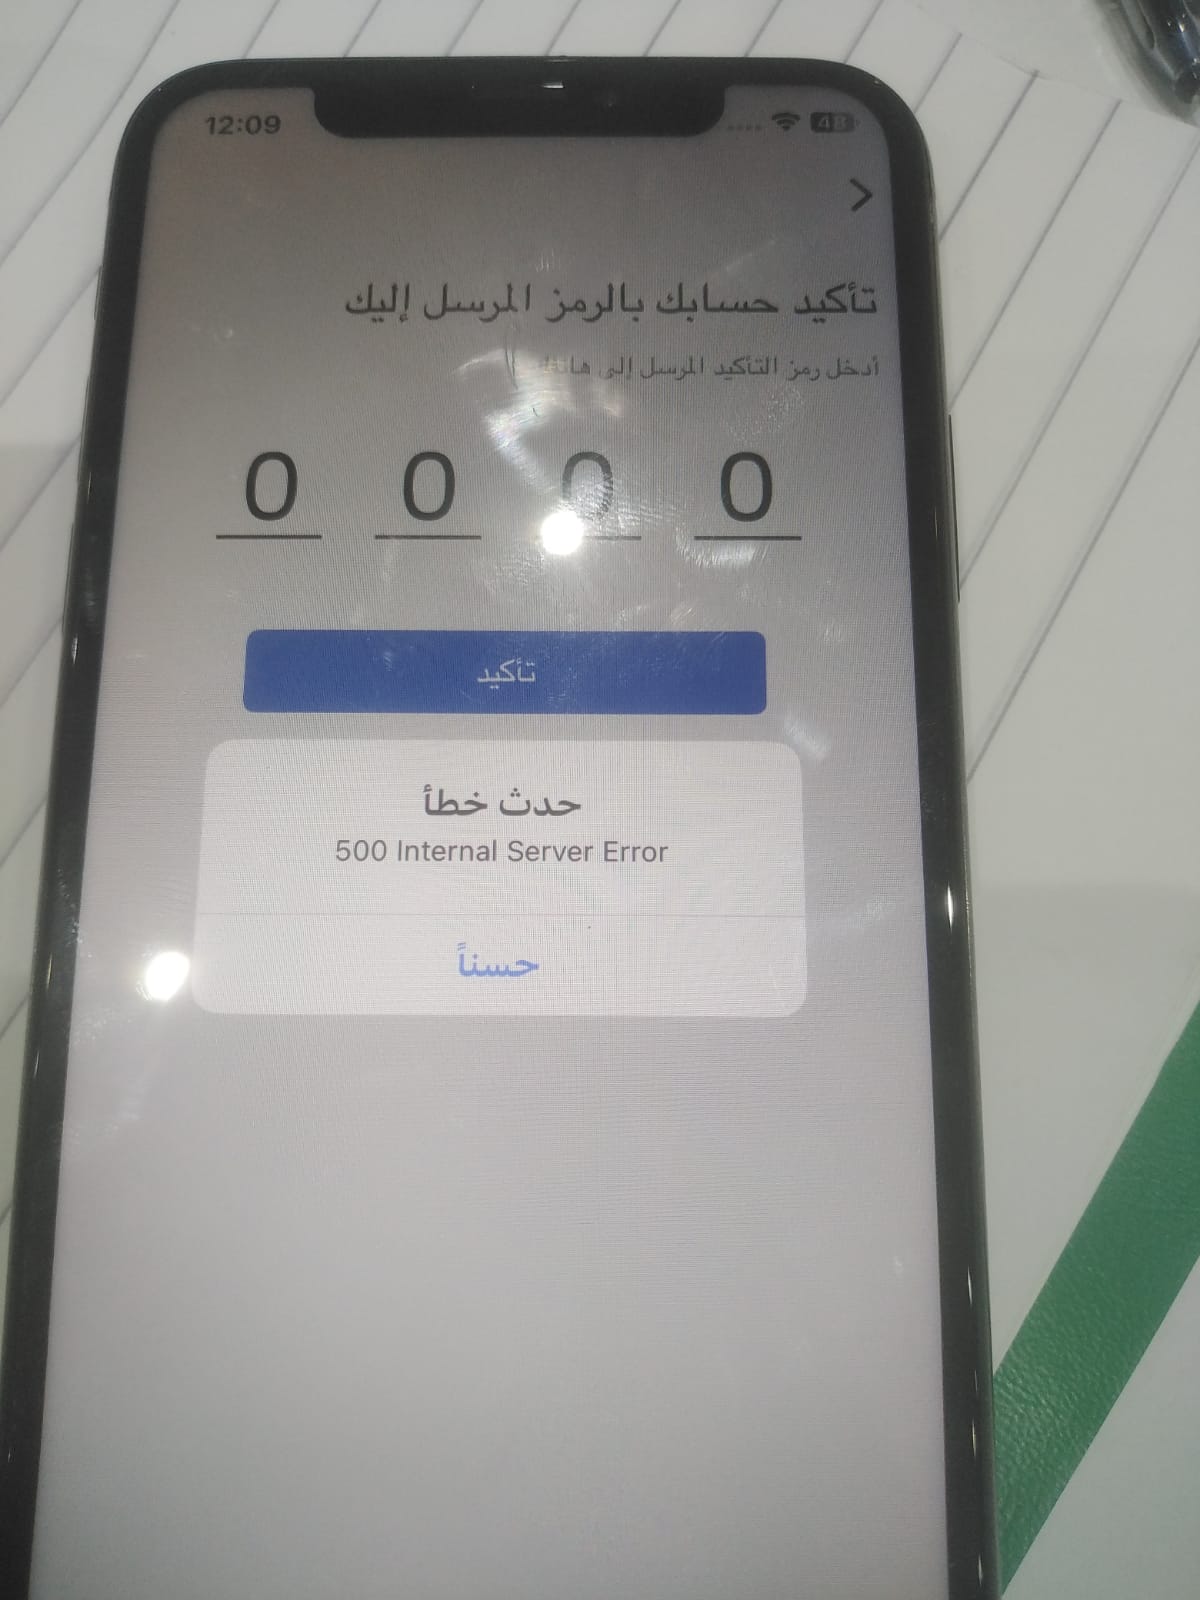 12:09
48
تأكيد حسابك بالرمز المرسل إليك
أدخل رمز التأكيد المرسل إلى هاتفك
0 0 0 0
تأكيد
حدث خطأ
500 Internal Server Error
حسناً